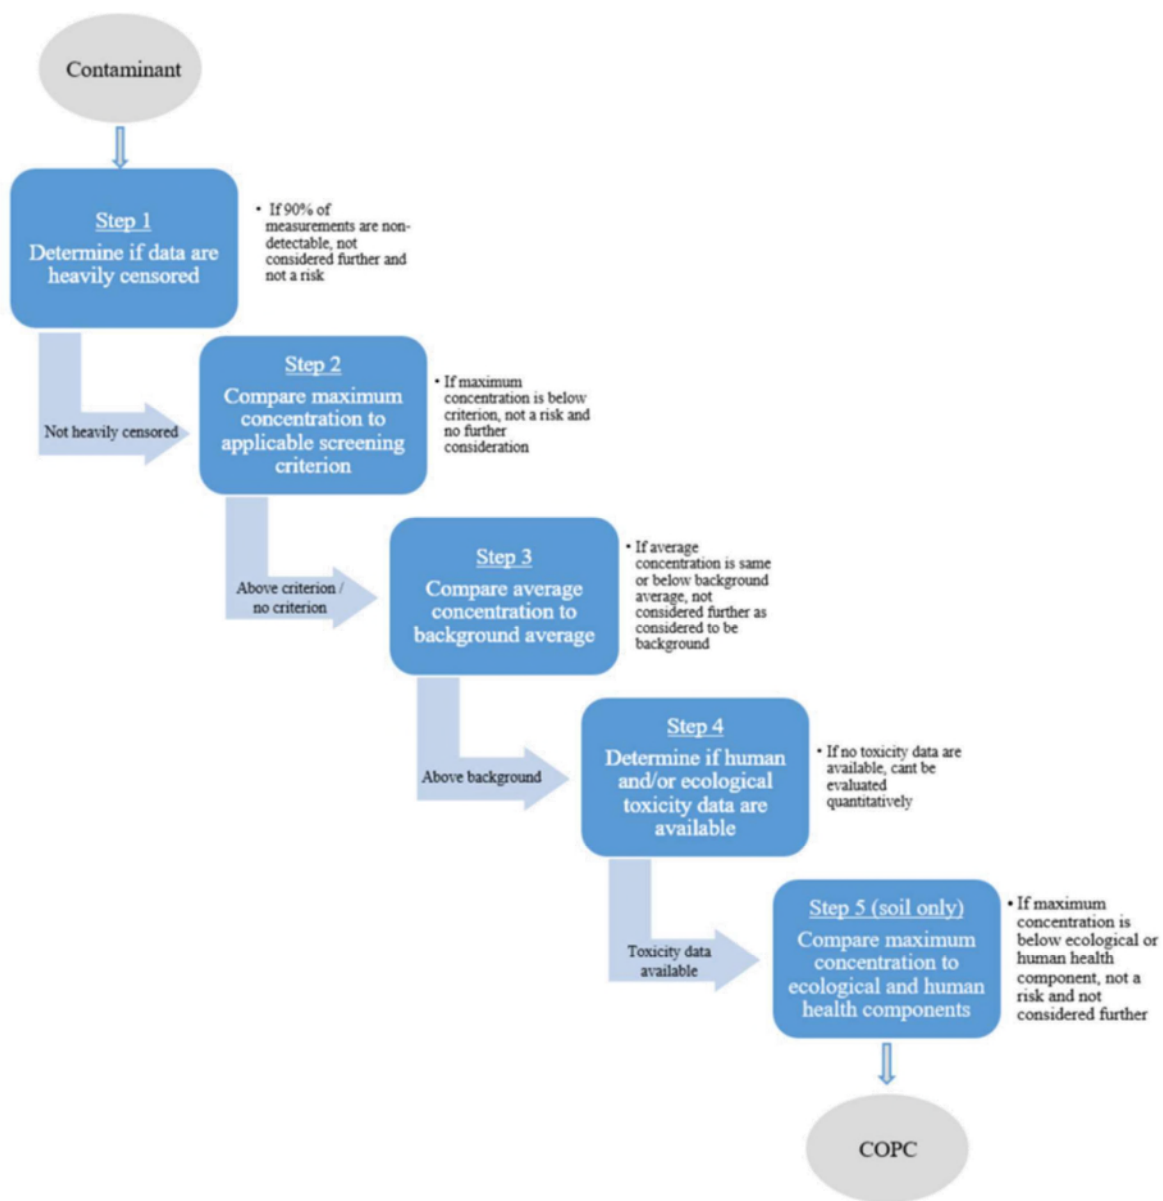 Contaminant
Step 1
Determine if data are
heavily censored
• If 90% of
measurements are non-
detectable, not
considered further and
not a risk
Not heavily censored
Step 2
Compare maximum
concentration to
applicable screening
criterion
• If maximum
concentration is below
criterion, not a risk and
no further
consideration
Above criterion /
no criterion
Step 3
Compare average
concentration to
background average
• If average
concentration is same
or below background
average, not
considered further as
considered to be
background
Above background
Step 4
Determine if human
and/or ecological
toxicity data are
available
• If no toxicity data are
available, cant be
evaluated
quantitatively
Toxicity data
available
Step 5 (soil only)
Compare maximum
concentration to
ecological and human
health components
• If maximum
concentration is
below ecological or
human health
component, not a
risk and not
considered further
COPC